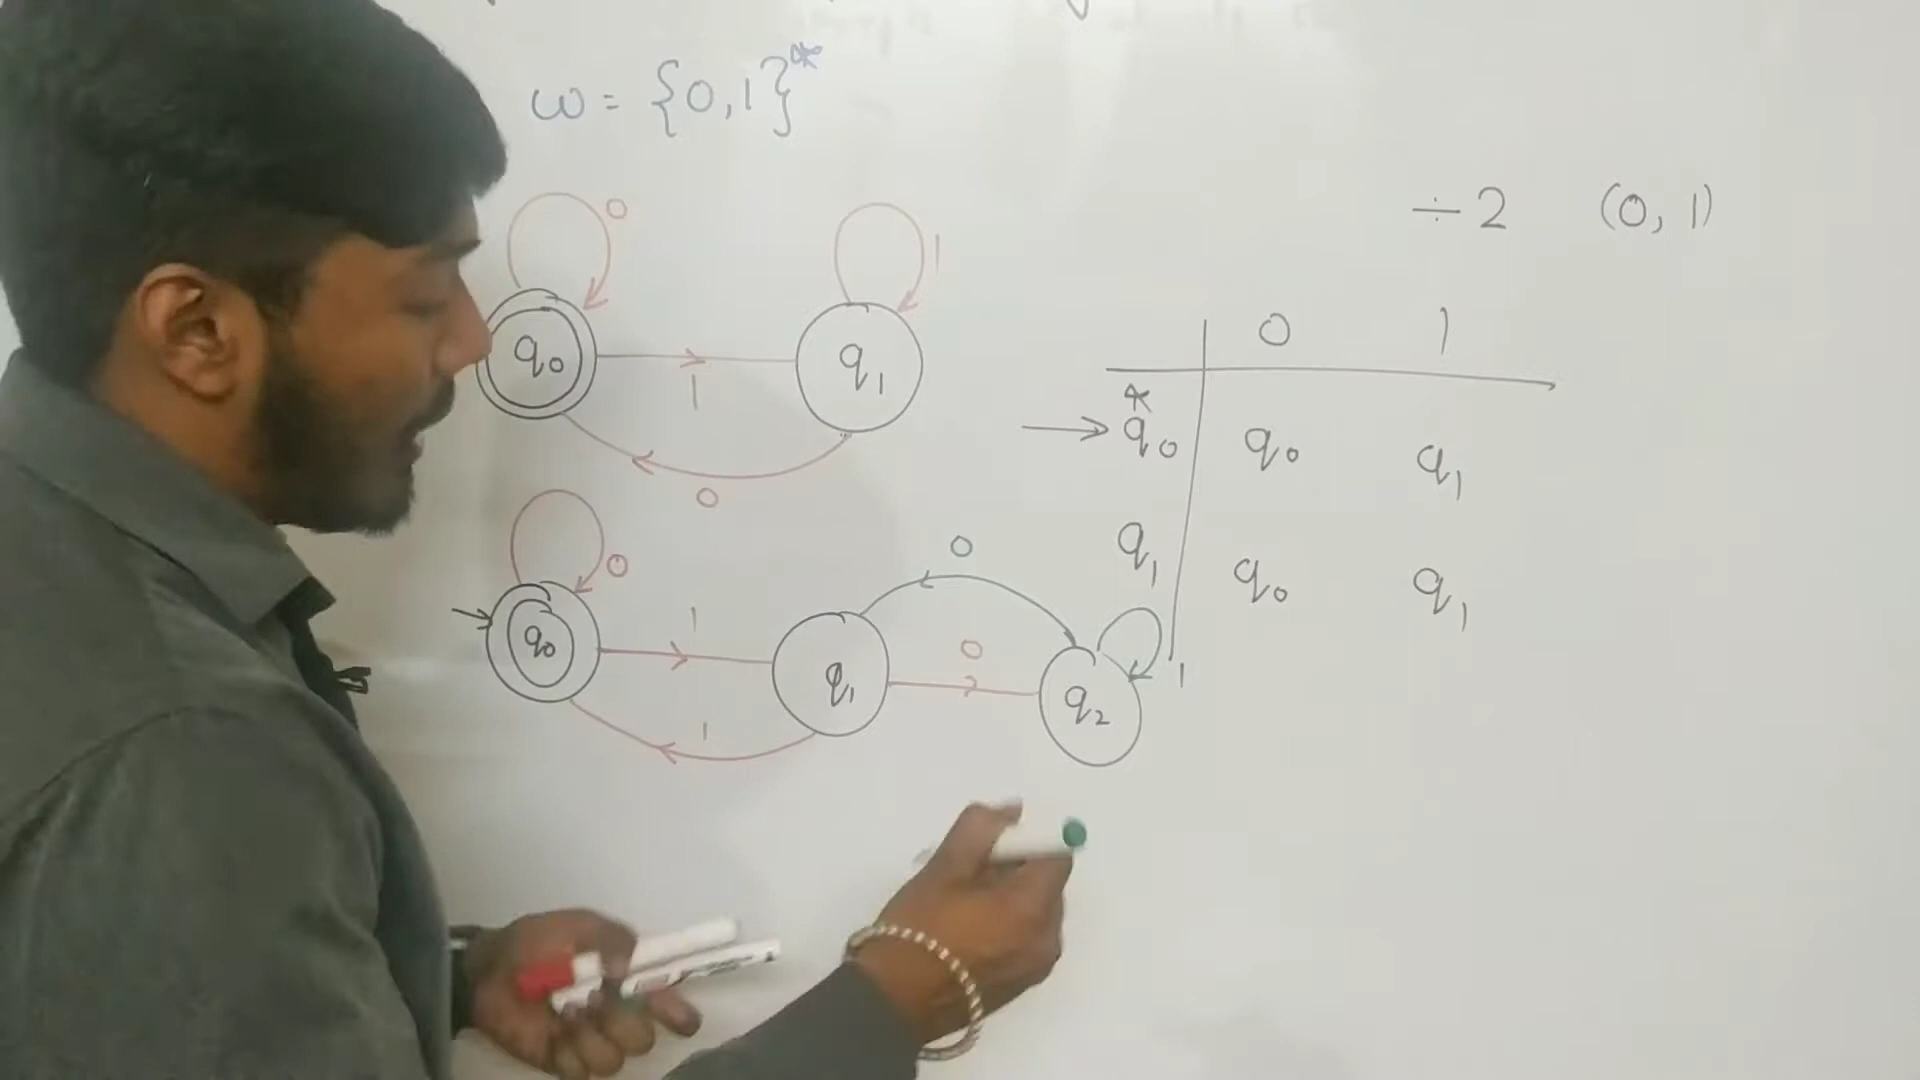 ω = {0,1}*
÷2 (0, 1)
0 1
q₀ 1 q₁
0
0 1
→ *q₀ q₀ q₁
q₁ q₀ q₁
0 0
→ q₀ 1 q₁ 0 q₂ 1
1